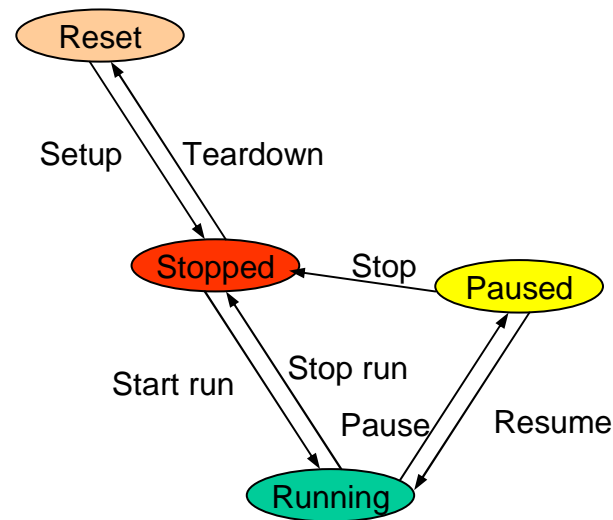 Reset
Setup
Teardown
Stopped
Stop
Paused
Start run
Stop run
Pause
Resume
Running